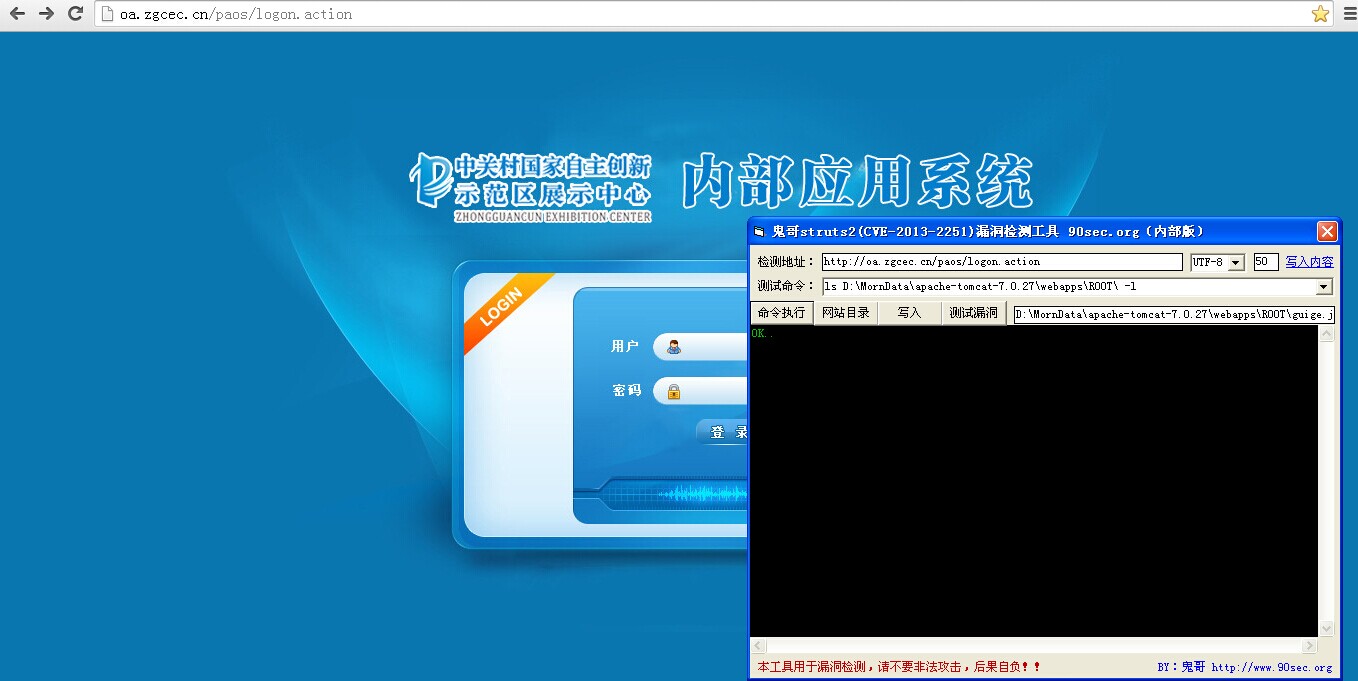 oa.zgcec.cn/paos/logon.action
中关村国家自主创新
示范区展示中心
ZHONGGUANCUN EXHIBITION CENTER
内部应用系统
LOGIN
用户
密码
登 录
鬼哥struts2(CVE-2013-2251)漏洞检测工具 90sec.org (内部版)
检测地址： http://oa.zgcec.cn/paos/logon.action UTF-8 50 写入内容
测试命令： ls D:\MornData\apache-tomcat-7.0.27\webapps\ROOT\ -l
命令执行 网站目录 写入 测试漏洞 D:\MornData\apache-tomcat-7.0.27\webapps\ROOT\guige.j
OK..
本工具用于漏洞检测，请不要非法攻击，后果自负！！
BY：鬼哥 http://www.90sec.org